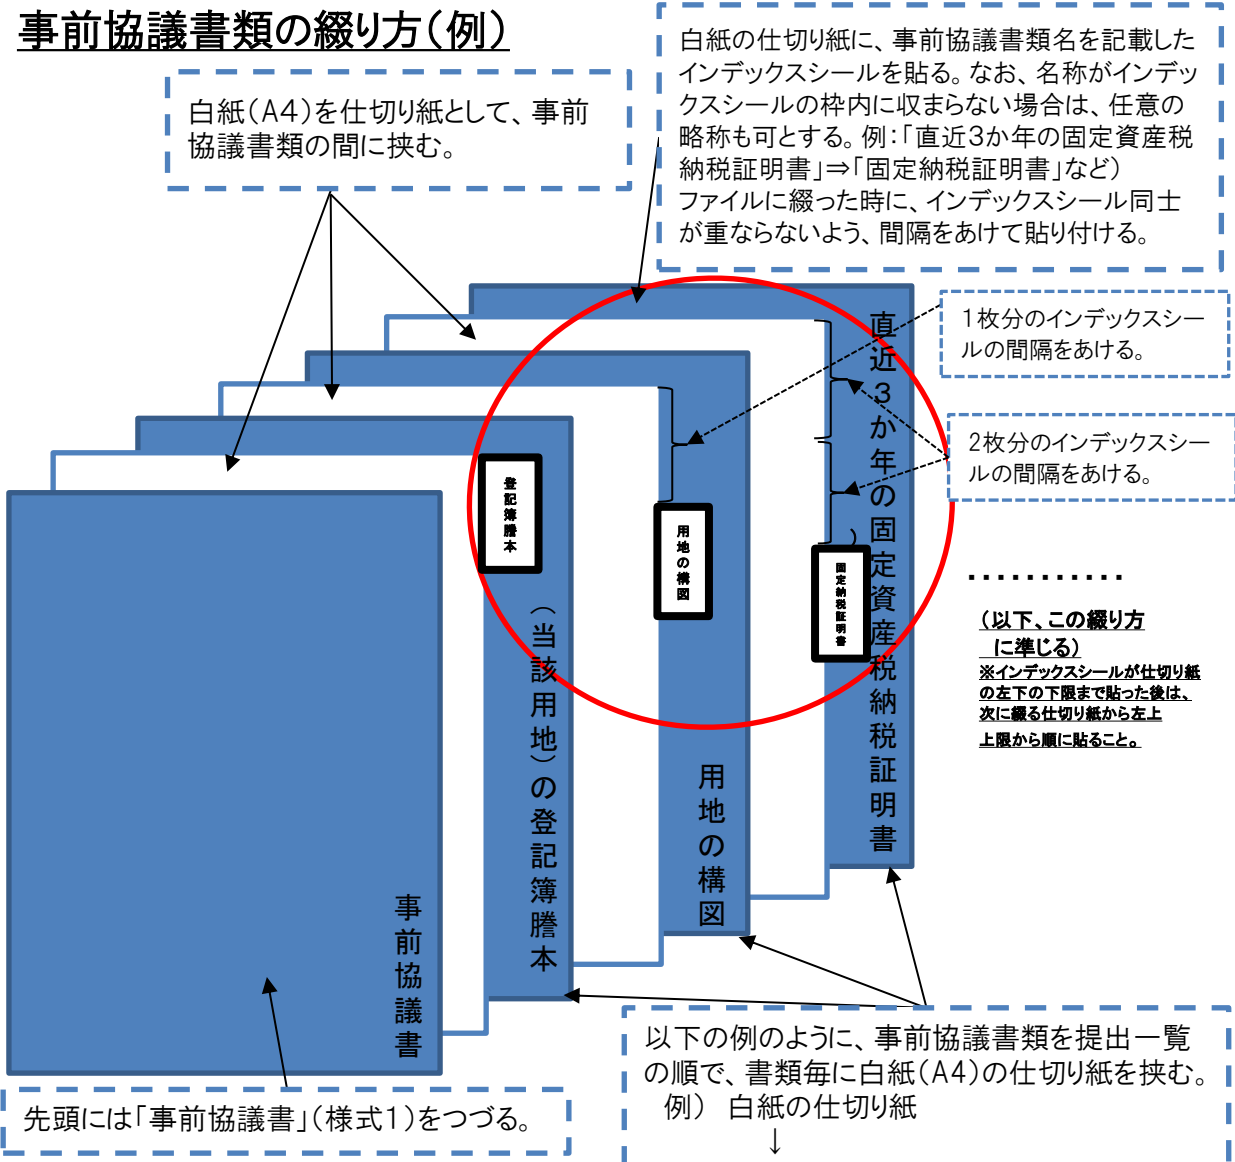 事前協議書類の綴り方(例)
白紙の仕切り紙に、事前協議書類名を記載した
インデックスシールを貼る。なお、名称がインデッ
クスシールの枠内に収まらない場合は、任意の
略称も可とする。例:「直近3か年の固定資産税
納税証明書」⇒「固定納税証明書」など)
ファイルに綴った時に、インデックスシール同士
が重ならないよう、間隔をあけて貼り付ける。
白紙(A4)を仕切り紙として、事前
協議書類の間に挟む。
1枚分のインデックスシー
ルの間隔をあける。
2枚分のインデックスシー
ルの間隔をあける。
直近3か年の固定資産税納税証明書
固定納税証明書
用地の構図
用地の構図
登記簿謄本
(当該用地)の登記簿謄本
事前協議書
・・・・・・・・・・・
(以下、この綴り方
に準じる)
※インデックスシールが仕切り紙
の左下の下限まで貼った後は、
次に綴る仕切り紙から左上
上限から順に貼ること。
先頭には「事前協議書」(様式1)をつづる。
以下の例のように、事前協議書類を提出一覧
の順で、書類毎に白紙(A4)の仕切り紙を挟む。
例) 白紙の仕切り紙
↓